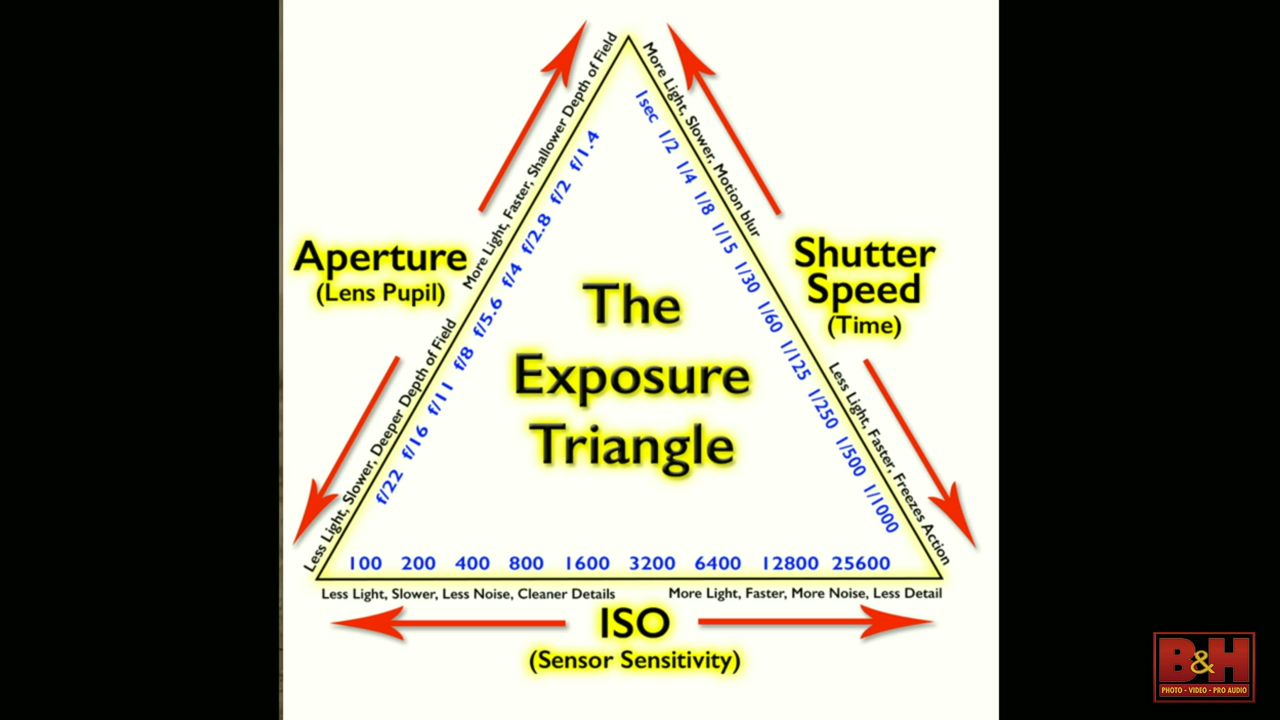 The
Exposure
Triangle
Aperture
(Lens Pupil)
More Light, Faster, Shallower Depth of Field
Less Light, Slower, Deeper Depth of Field
f/1.4
f/2
f/2.8
f/4
f/5.6
f/8
f/11
f/16
f/22
Shutter
Speed
(Time)
More Light, Slower, Motion blur
Less Light, Faster, Freezes Action
1sec
1/2
1/4
1/8
1/15
1/30
1/60
1/125
1/250
1/500
1/1000
100 200 400 800 1600 3200 6400 12800 25600
Less Light, Slower, Less Noise, Cleaner Details
More Light, Faster, More Noise, Less Detail
ISO
(Sensor Sensitivity)
B&H
PHOTO - VIDEO - PRO AUDIO